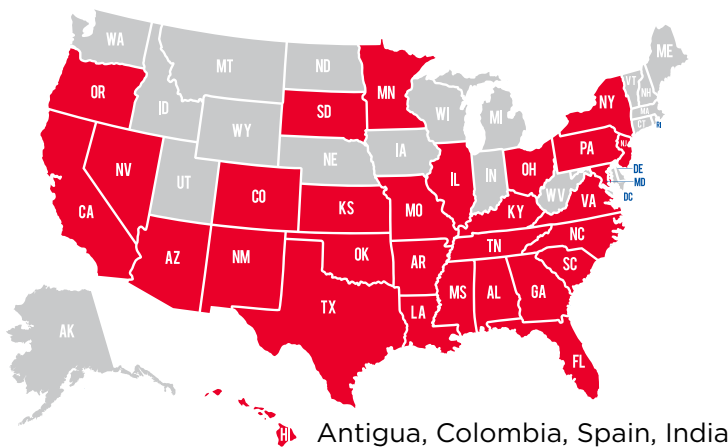 WA
MT
ND
MN
ME
VT
NH
OR
ID
SD
WI
MI
NY
MA
CT
RI
WY
NE
IA
PA
NJ
NV
UT
CO
IL
IN
OH
DE
MD
WV
DC
CA
KS
MO
KY
VA
AZ
NM
OK
AR
TN
NC
SC
TX
LA
MS
AL
GA
AK
FL
HI
Antigua, Colombia, Spain, India